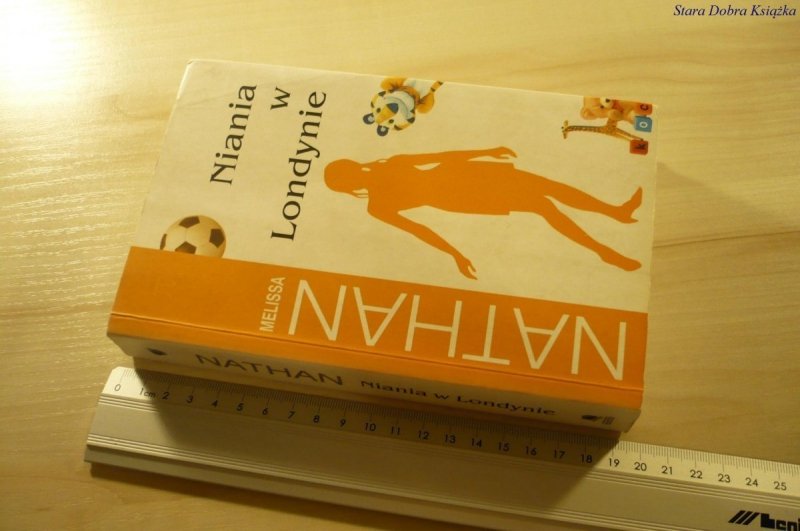 Stara Dobra Książka
Niania
w
Londynie
k o c
MELISSA
NATHAN
NATHAN Niania w Londynie
0 1cm 2 3 4 5 6 7 8 9 10 11 12 13 14 15 16 17 18 19 20 21 22 23 24 25